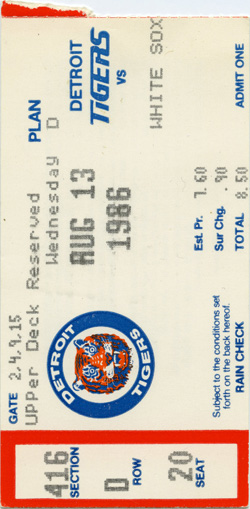 PLAN
D
DETROIT
TIGERS
VS
WHITE SOX
ADMIT ONE
GATE 2,4,9,15
Upper Deck Reserved
Wednesday
AUG 13
1986
Est. Pr. 7.60
Sur Chg. .90
TOTAL 8.50
DETROIT
TIGERS
Subject to the conditions set
forth on the back hereof.
RAIN CHECK
416
SECTION
D
ROW
20
SEAT